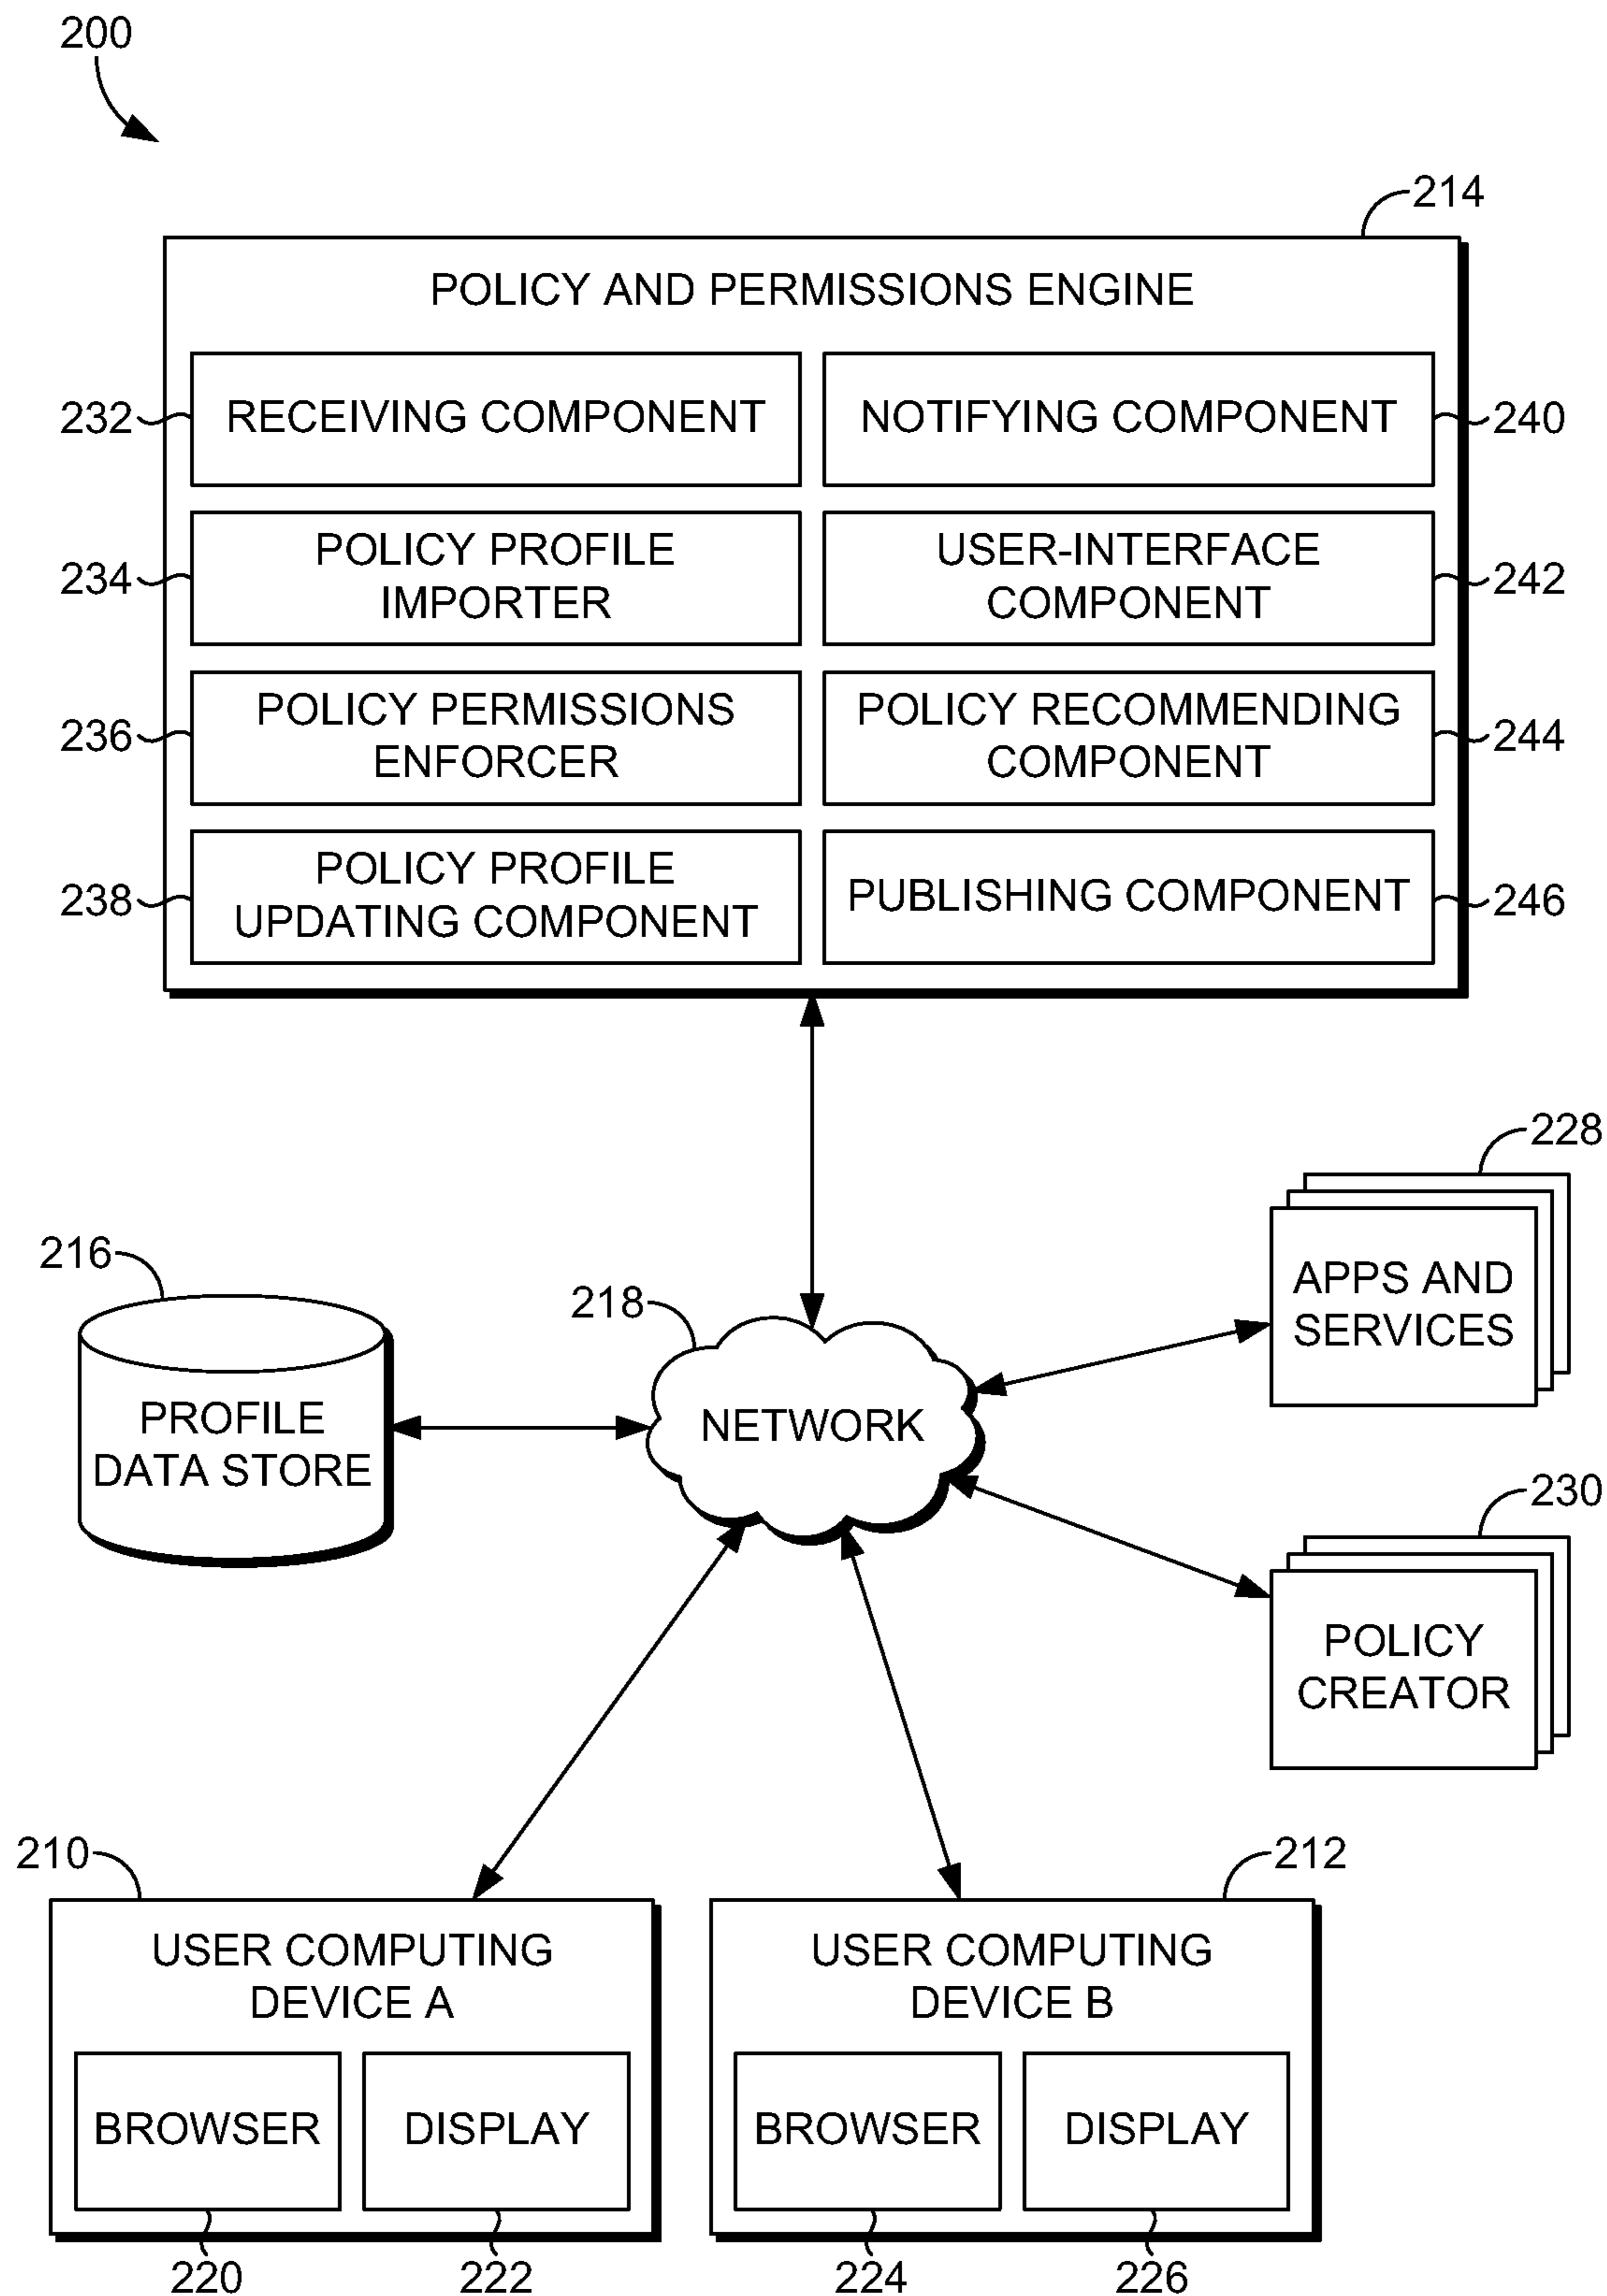 200
214
POLICY AND PERMISSIONS ENGINE
232
RECEIVING COMPONENT
NOTIFYING COMPONENT
240
234
POLICY PROFILE
IMPORTER
USER-INTERFACE
COMPONENT
242
236
POLICY PERMISSIONS
ENFORCER
POLICY RECOMMENDING
COMPONENT
244
238
POLICY PROFILE
UPDATING COMPONENT
PUBLISHING COMPONENT
246
228
APPS AND
SERVICES
216
PROFILE
DATA STORE
218
NETWORK
230
POLICY
CREATOR
210
USER COMPUTING
DEVICE A
BROWSER
DISPLAY
220
222
212
USER COMPUTING
DEVICE B
BROWSER
DISPLAY
224
226